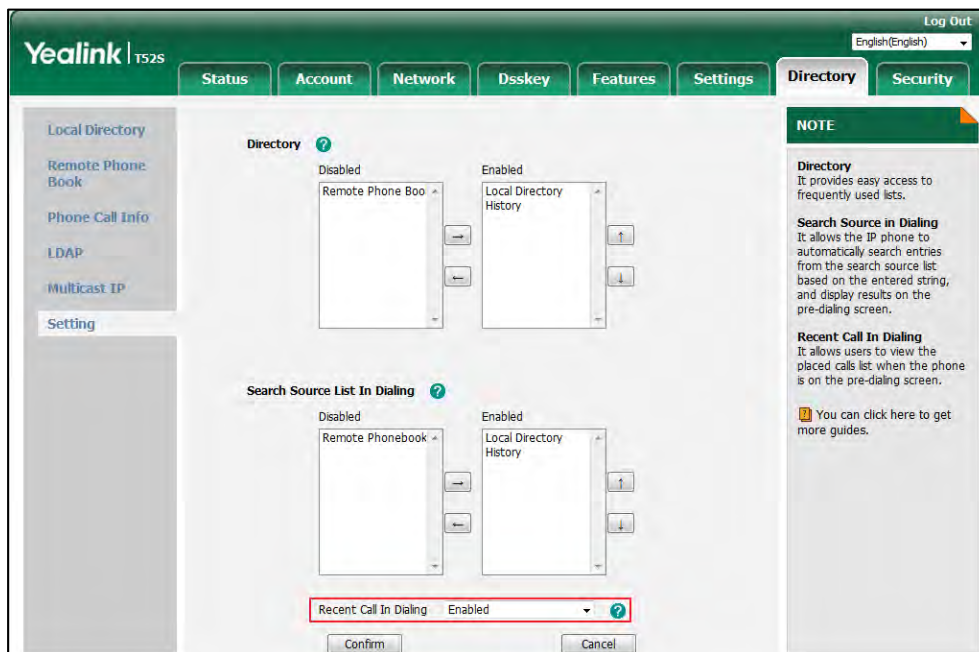 Log Out
English(English)
Yealink | T52S
Status Account Network Dsskey Features Settings Directory Security
Local Directory
Remote Phone
Book
Phone Call Info
LDAP
Multicast IP
Setting
Directory ?
Disabled Enabled
Remote Phone Boo Local Directory
History
→ ↑
← ↓
Search Source List In Dialing ?
Disabled Enabled
Remote Phonebook Local Directory
History
→ ↑
← ↓
Recent Call In Dialing Enabled ?
Confirm Cancel
NOTE
Directory
It provides easy access to
frequently used lists.
Search Source in Dialing
It allows the IP phone to
automatically search entries
from the search source list
based on the entered string,
and display results on the
pre-dialing screen.
Recent Call In Dialing
It allows users to view the
placed calls list when the phone
is on the pre-dialing screen.
? You can click here to get
more guides.